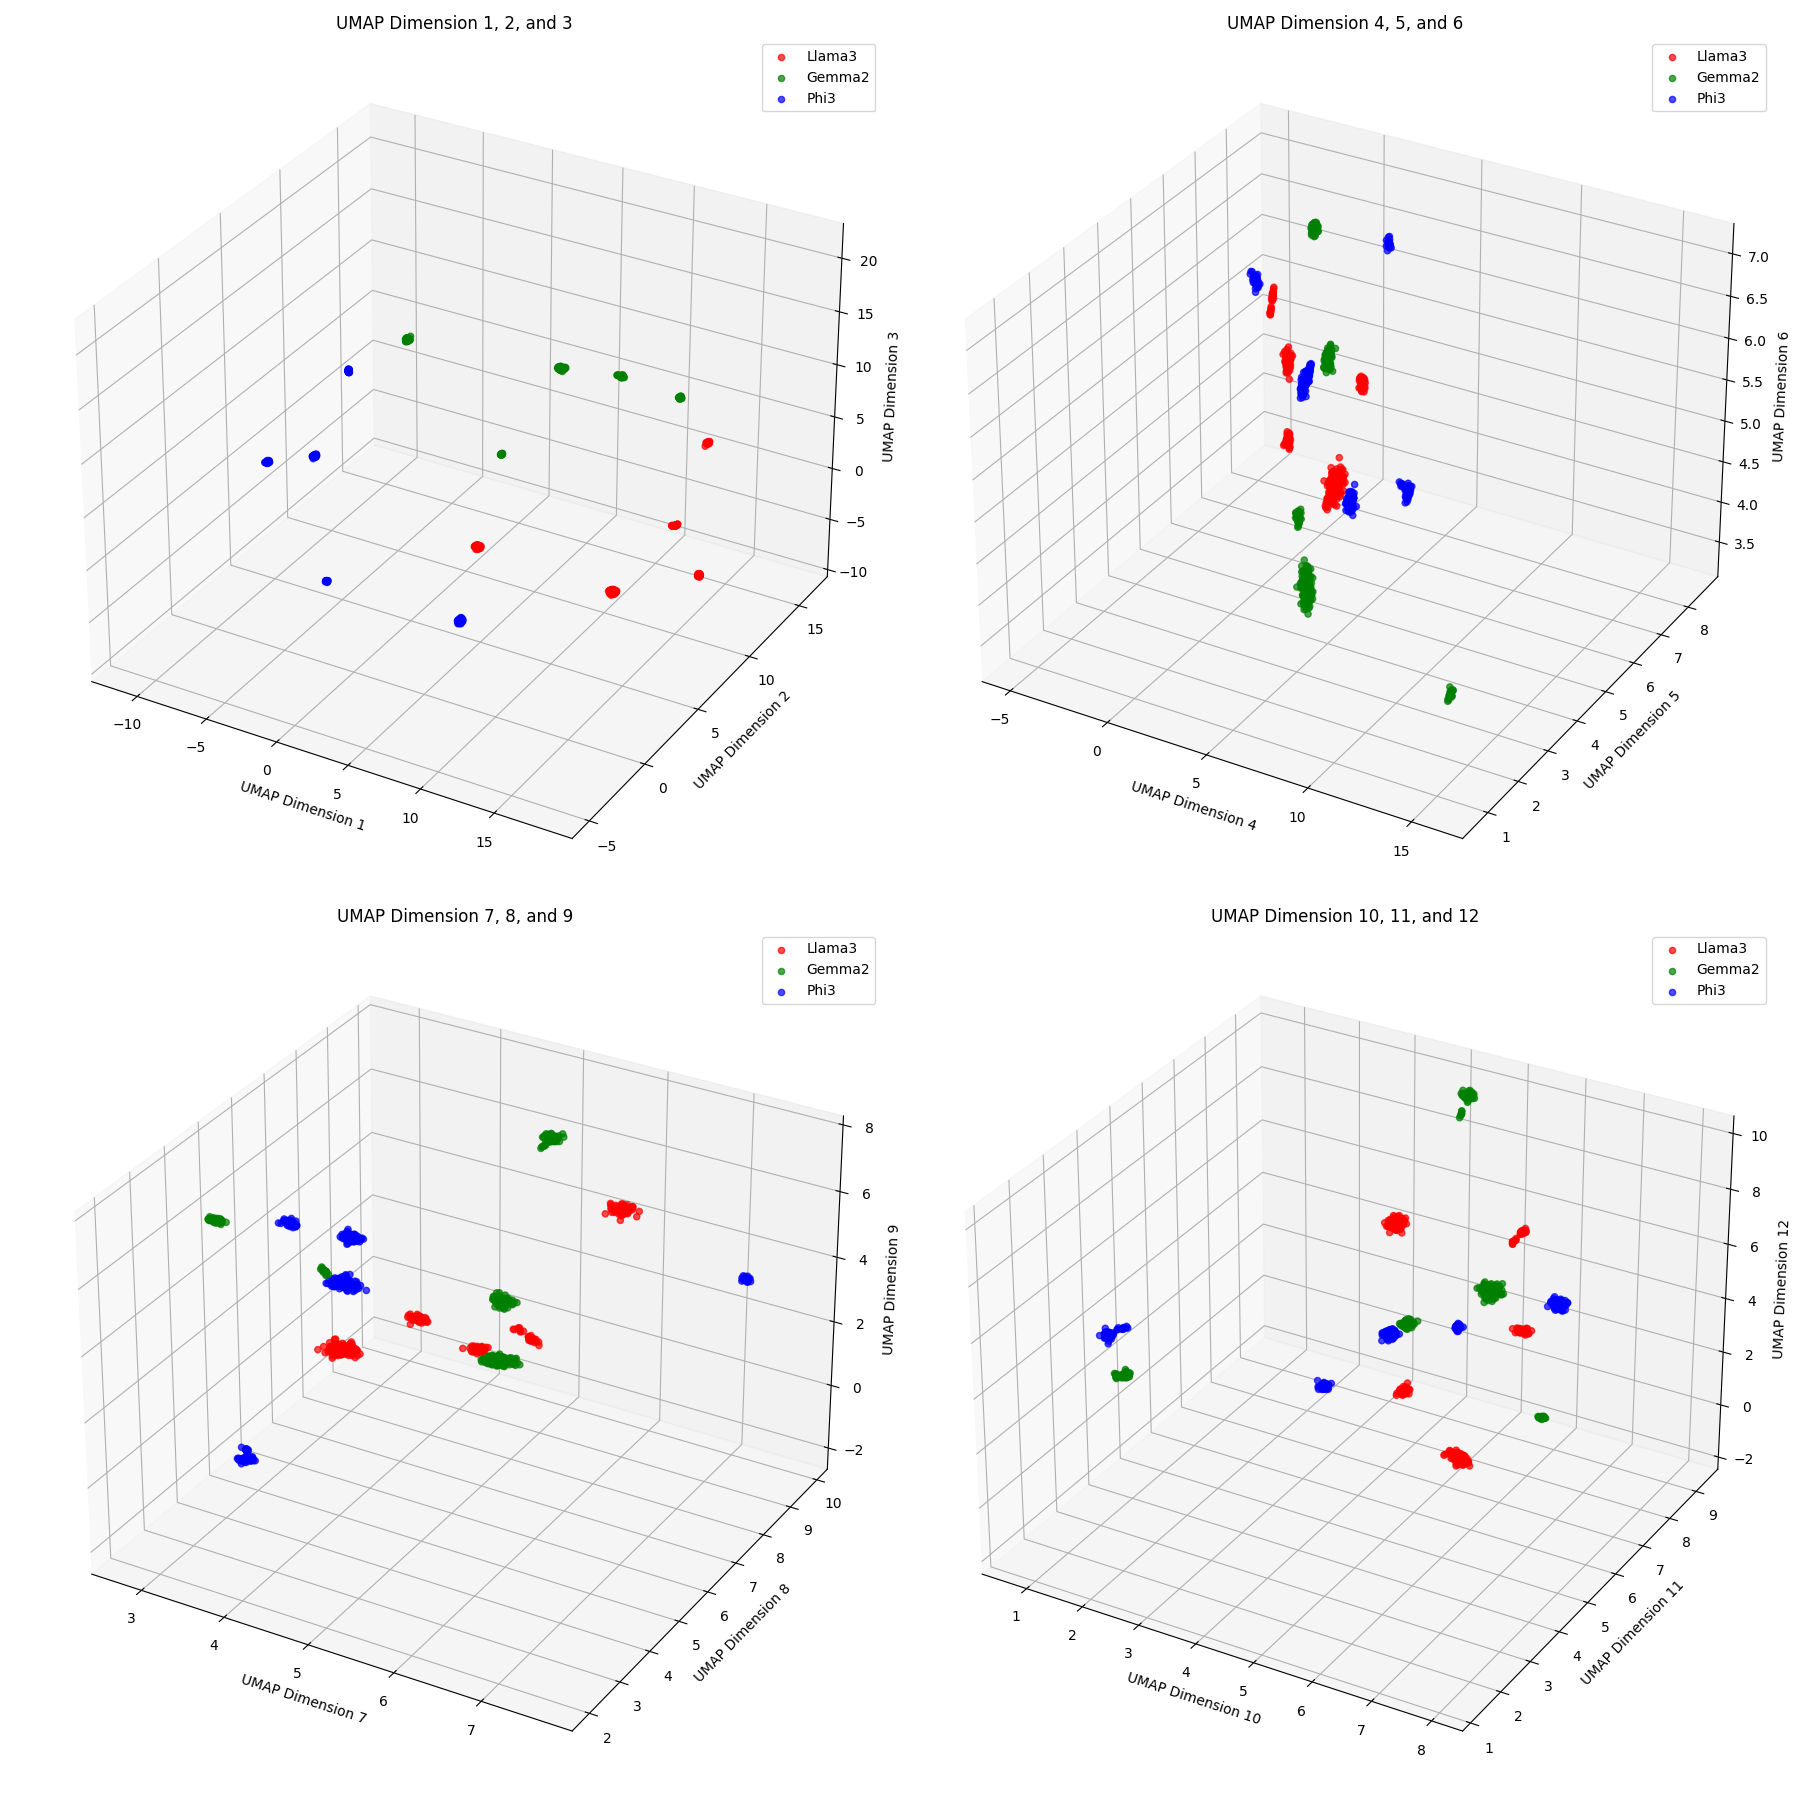 UMAP Dimension 1, 2, and 3
Llama3
Gemma2
Phi3
20
15
10
5
0
−5
−10
UMAP Dimension 3
−10
−5
0
5
10
15
UMAP Dimension 1
−5
0
5
10
15
UMAP Dimension 2
UMAP Dimension 4, 5, and 6
Llama3
Gemma2
Phi3
7.0
6.5
6.0
5.5
5.0
4.5
4.0
3.5
UMAP Dimension 6
−5
0
5
10
15
UMAP Dimension 4
1
2
3
4
5
6
7
8
UMAP Dimension 5
UMAP Dimension 7, 8, and 9
Llama3
Gemma2
Phi3
8
6
4
2
0
−2
UMAP Dimension 9
3
4
5
6
7
UMAP Dimension 7
2
3
4
5
6
7
8
9
10
UMAP Dimension 8
UMAP Dimension 10, 11, and 12
Llama3
Gemma2
Phi3
10
8
6
4
2
0
−2
UMAP Dimension 12
1
2
3
4
5
6
7
8
UMAP Dimension 10
1
2
3
4
5
6
7
8
9
UMAP Dimension 11